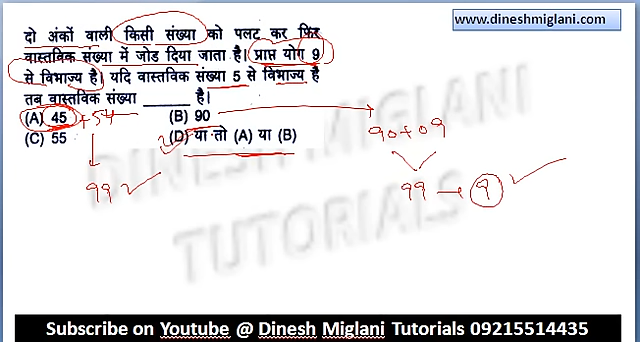 www.dineshmiglani.com
दो अंकों वाली किसी संख्या को पलट कर फिर
वास्तविक संख्या में जोड दिया जाता है। प्राप्त योग 9
से विभाज्य है। यदि वास्तविक संख्या 5 से विभाज्य है
तब वास्तविक संख्या ______ है।
(A) 45 +54 (B) 90
90+09
(C) 55 (D) या तो (A) या (B)
99
99 → 9
DINESH MIGLANI
TUTORIALS
Subscribe on Youtube @ Dinesh Miglani Tutorials 09215514435